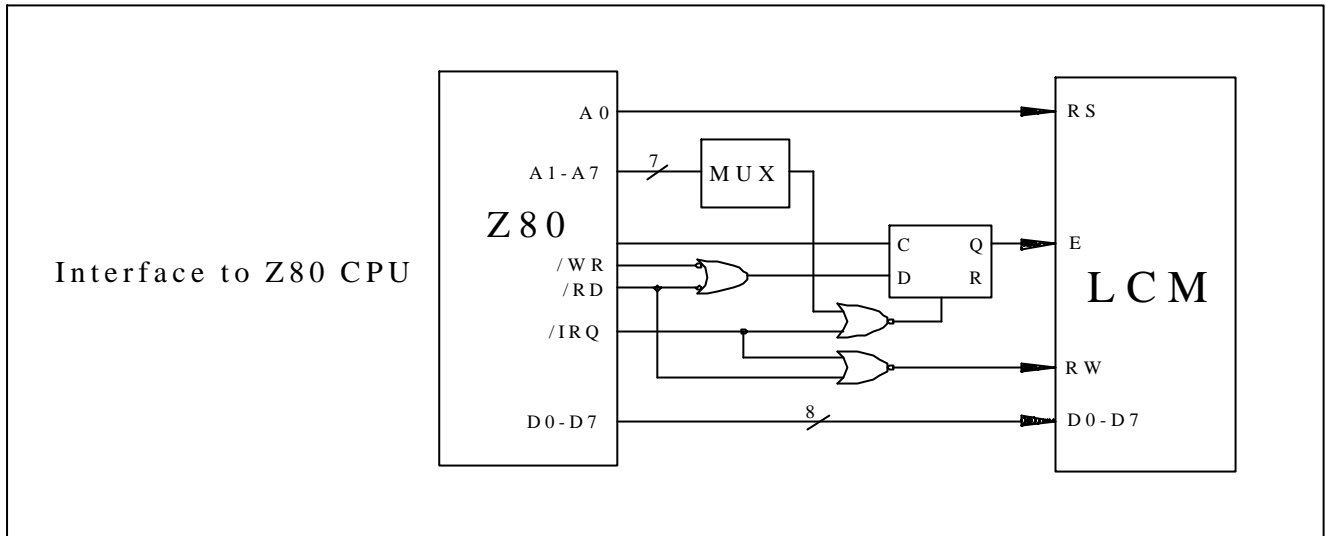 A0
RS
A1-A7
7
MUX
Z80
C
Q
E
Interface to Z80 CPU
/WR
D
R
/RD
LCM
/IRQ
RW
D0-D7
8
D0-D7